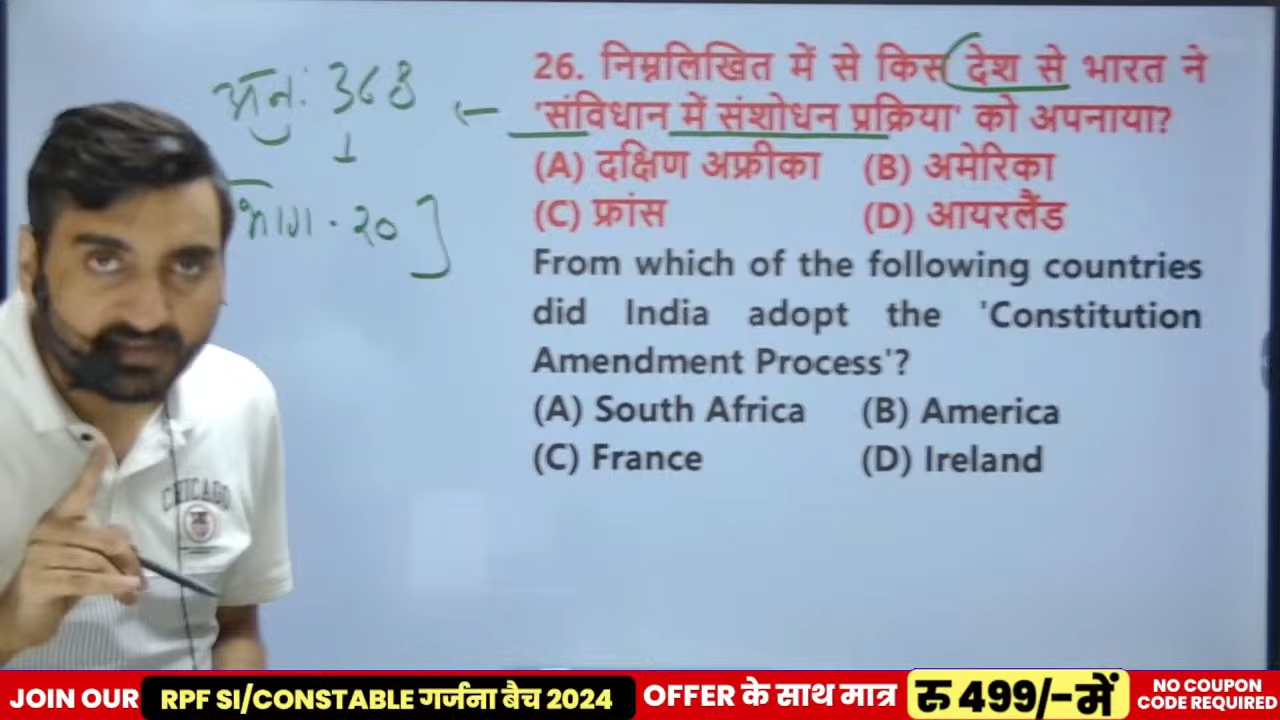 अनु: 368
भाग - २०
26. निम्नलिखित में से किस देश से भारत ने
'संविधान में संशोधन प्रक्रिया' को अपनाया?
(A) दक्षिण अफ्रीका (B) अमेरिका
(C) फ्रांस (D) आयरलैंड
From which of the following countries
did India adopt the 'Constitution
Amendment Process'?
(A) South Africa (B) America
(C) France (D) Ireland
CHICAGO
JOIN OUR RPF SI/CONSTABLE गर्जना बैच 2024 OFFER के साथ मात्र रु 499/-में NO COUPON
CODE REQUIRED